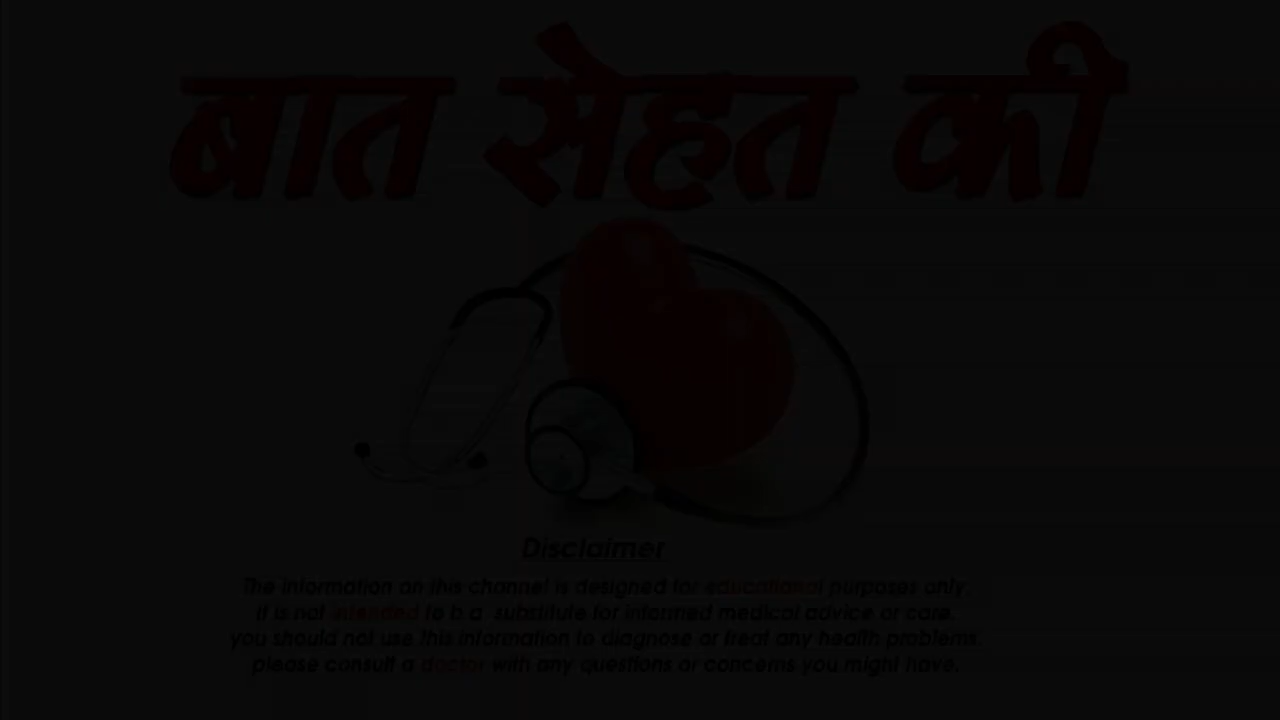 बात सेहत की
Disclaimer
The information on this channel is designed for educational purposes only.
it is not intended to b a substitute for informed medical advice or care.
you should not use this information to diagnose or treat any health problems.
please consult a doctor with any questions or concerns you might have.